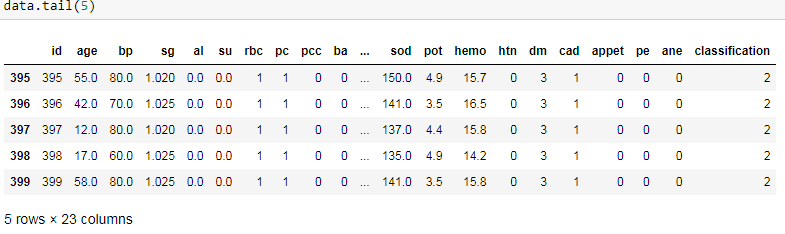 data.tail(5)
id age bp sg al su rbc pc pcc ba ... sod pot hemo htn dm cad appet pe ane classification
395 395 55.0 80.0 1.020 0.0 0.0 1 1 0 0 ... 150.0 4.9 15.7 0 3 1 0 0 0 2
396 396 42.0 70.0 1.025 0.0 0.0 1 1 0 0 ... 141.0 3.5 16.5 0 3 1 0 0 0 2
397 397 12.0 80.0 1.020 0.0 0.0 1 1 0 0 ... 137.0 4.4 15.8 0 3 1 0 0 0 2
398 398 17.0 60.0 1.025 0.0 0.0 1 1 0 0 ... 135.0 4.9 14.2 0 3 1 0 0 0 2
399 399 58.0 80.0 1.025 0.0 0.0 1 1 0 0 ... 141.0 3.5 15.8 0 3 1 0 0 0 2
5 rows × 23 columns